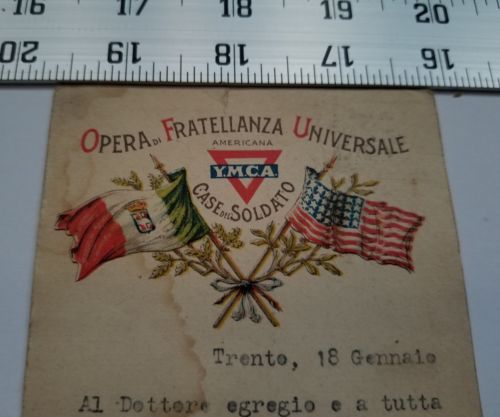 16 17 18 19 20
20 19 18 17 16
OPERA DI FRATELLANZA UNIVERSALE
AMERICANA
Y.M.C.A.
CASE DEL SOLDATO
Trento, 18 Gennaio
Al Dottore egregio e a tutta